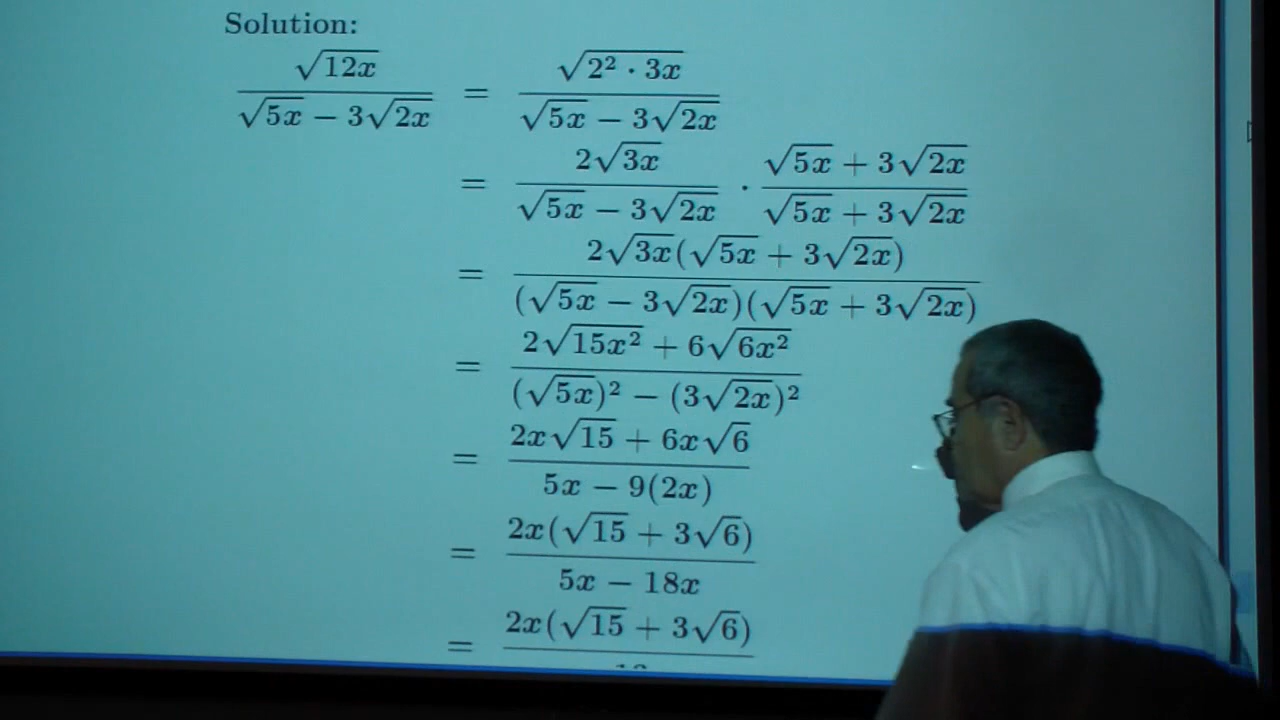 Solution:
√12x / (√5x − 3√2x) = √(2² · 3x) / (√5x − 3√2x)
= 2√3x / (√5x − 3√2x) · (√5x + 3√2x) / (√5x + 3√2x)
= 2√3x(√5x + 3√2x) / (√5x − 3√2x)(√5x + 3√2x)
= (2√15x² + 6√6x²) / ((√5x)² − (3√2x)²)
= (2x√15 + 6x√6) / (5x − 9(2x))
= 2x(√15 + 3√6) / (5x − 18x)
= 2x(√15 + 3√6)